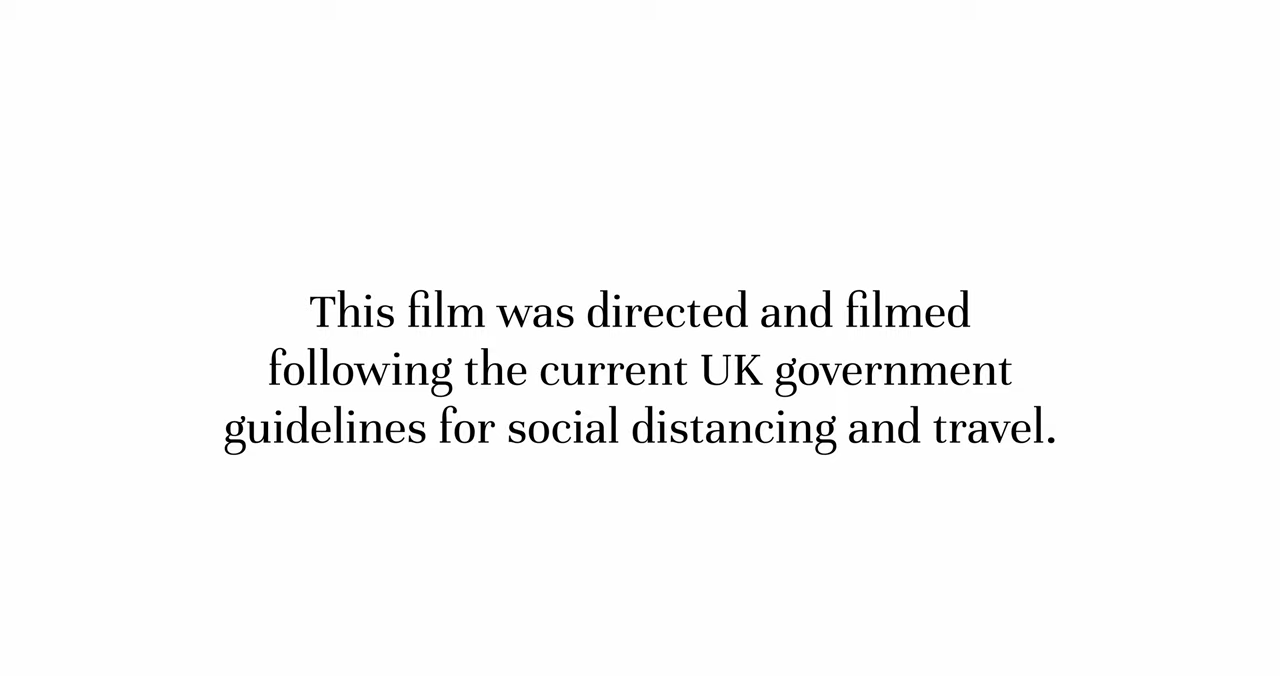 This film was directed and filmed
following the current UK government
guidelines for social distancing and travel.